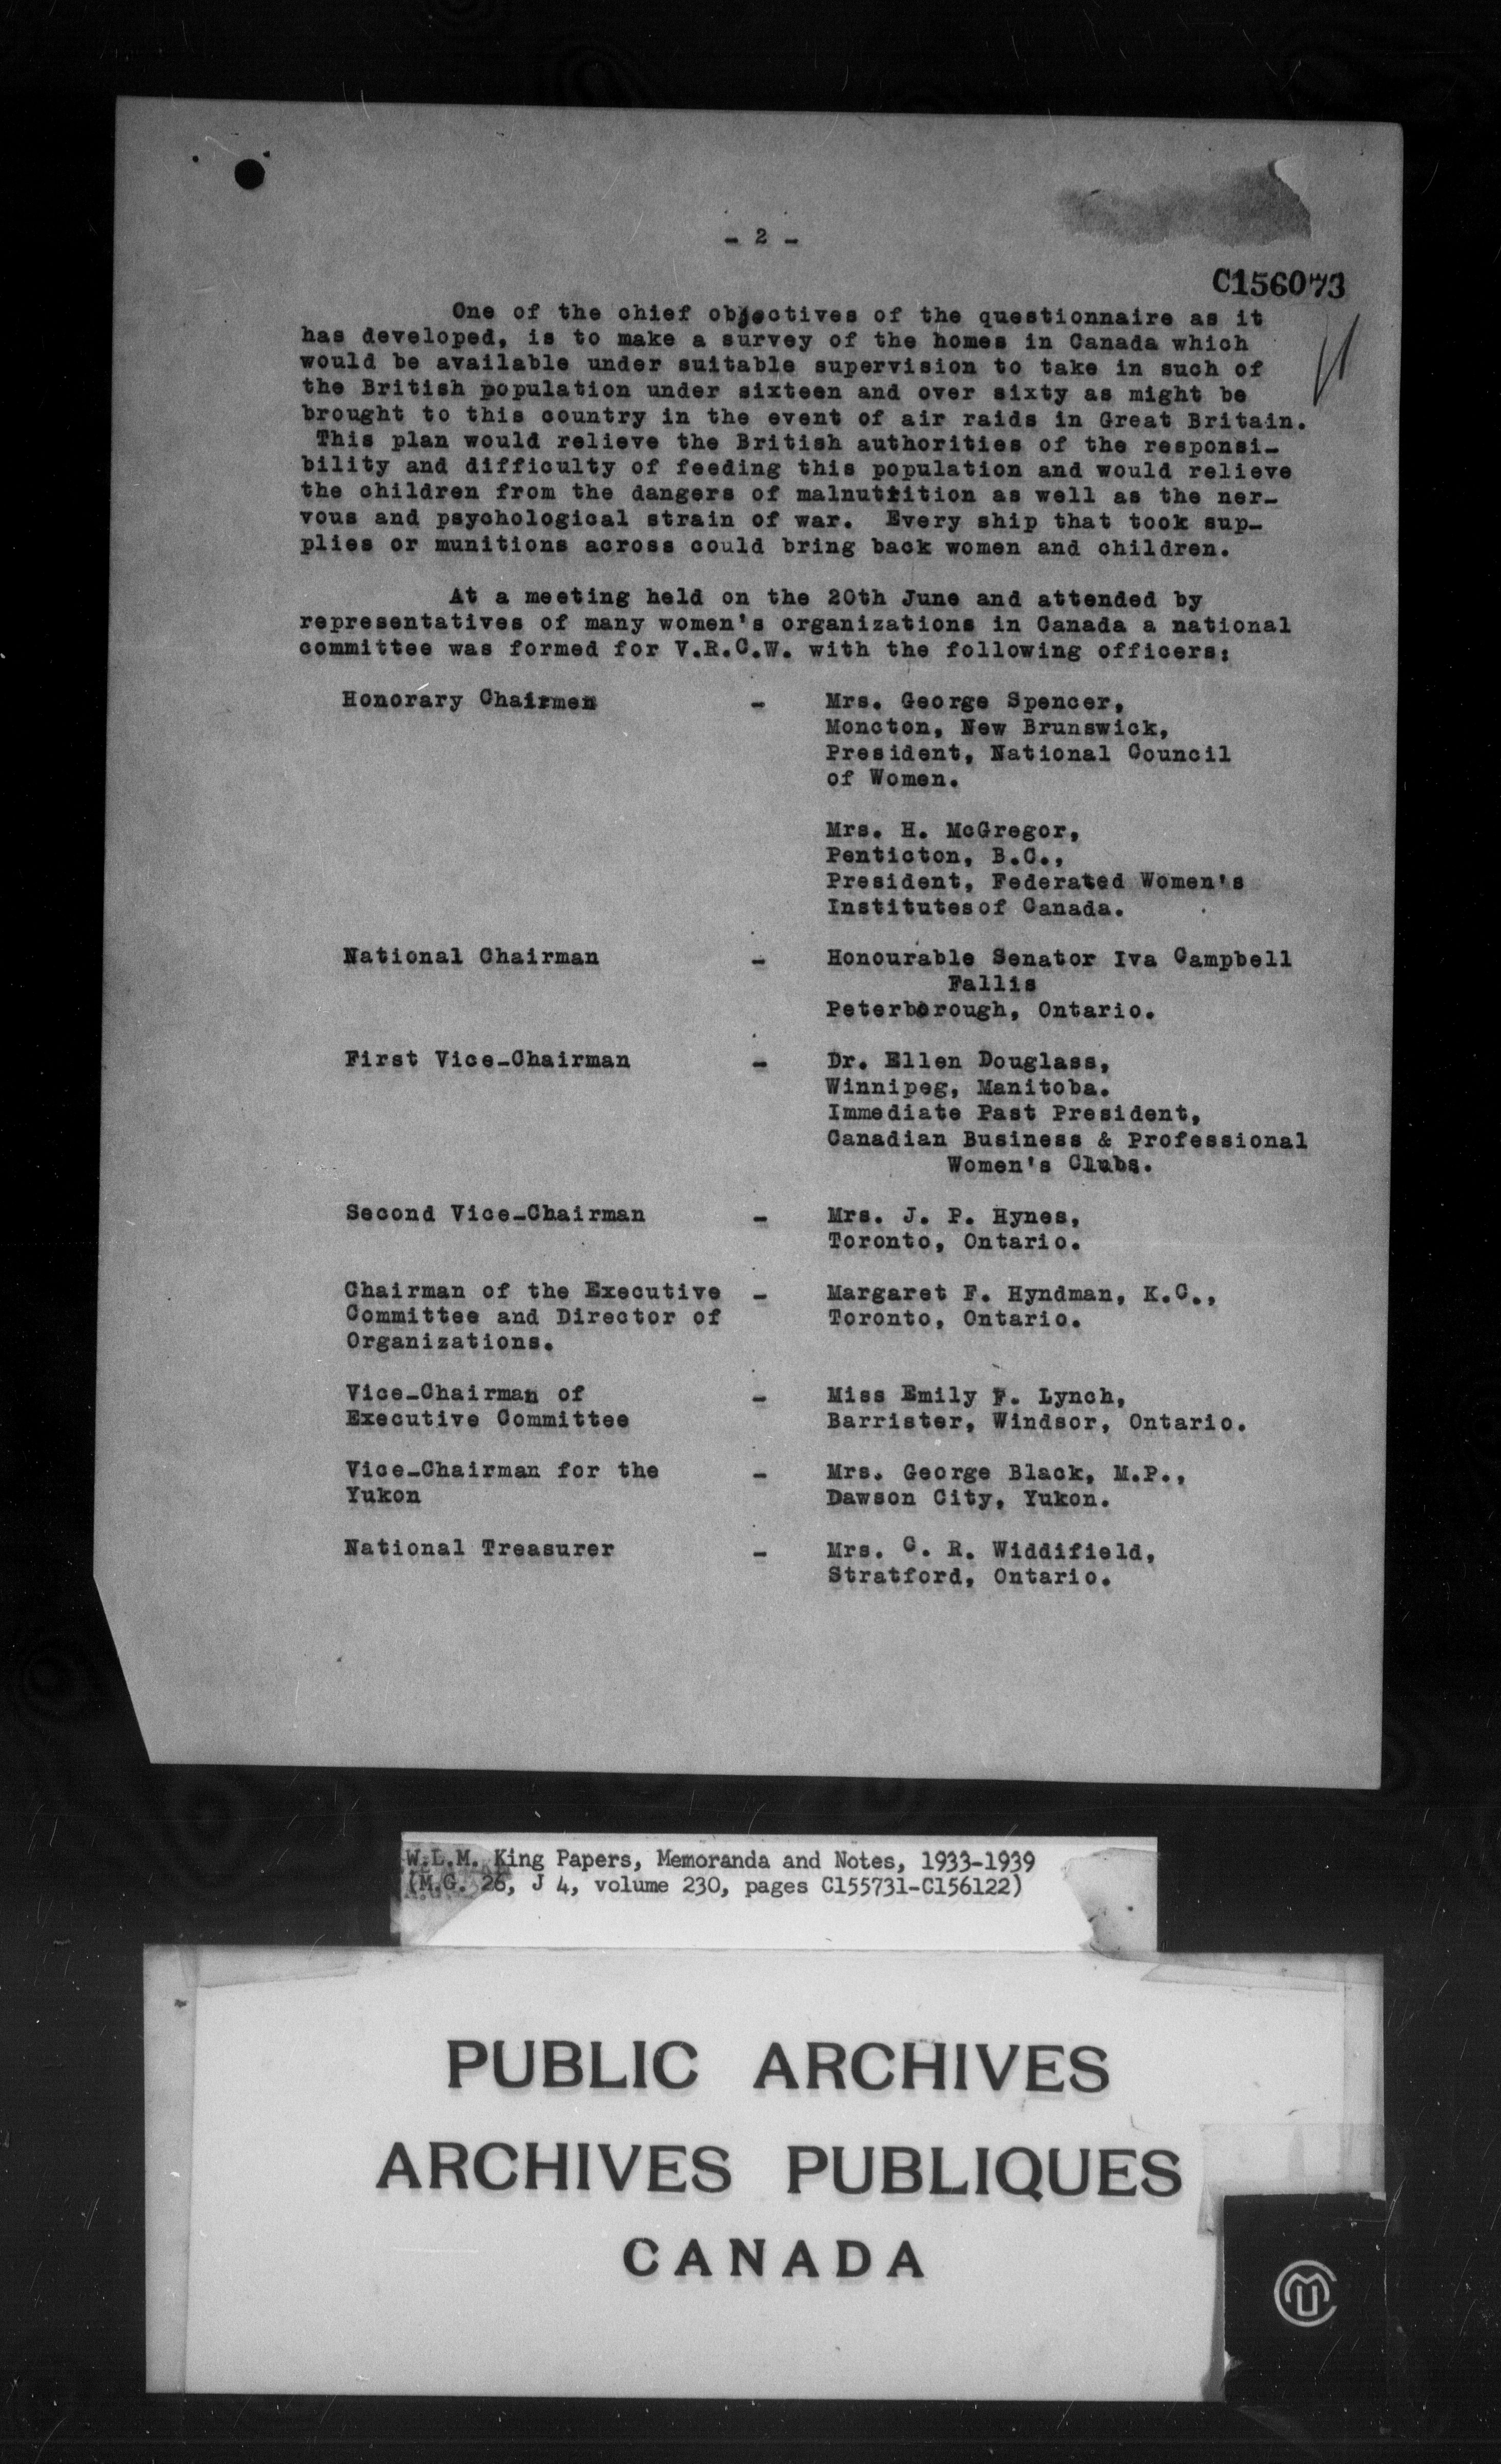 - 2 -
C156073
One of the chief objectives of the questionnaire as it
has developed, is to make a survey of the homes in Canada which
would be available under suitable supervision to take in such of
the British population under sixteen and over sixty as might be
brought to this country in the event of air raids in Great Britain.
This plan would relieve the British authorities of the responsi-
bility and difficulty of feeding this population and would relieve
the children from the dangers of malnutrition as well as the ner-
vous and psychological strain of war. Every ship that took sup-
plies or munitions across could bring back women and children.
At a meeting held on the 20th June and attended by
representatives of many women's organizations in Canada a national
committee was formed for V.R.C.W. with the following officers:
Honorary Chairmen - Mrs. George Spencer,
Moncton, New Brunswick,
President, National Council
of Women.
Mrs. H. McGregor,
Penticton, B.C.,
President, Federated Women's
Institutesof Canada.
National Chairman - Honourable Senator Iva Campbell
Fallis
Peterborough, Ontario.
First Vice-Chairman - Dr. Ellen Douglass,
Winnipeg, Manitoba.
Immediate Past President,
Canadian Business & Professional
Women's Clubs.
Second Vice-Chairman - Mrs. J. P. Hynes,
Toronto, Ontario.
Chairman of the Executive - Margaret F. Hyndman, K.C.,
Committee and Director of Toronto, Ontario.
Organizations.
Vice-Chairman of - Miss Emily F. Lynch,
Executive Committee Barrister, Windsor, Ontario.
Vice-Chairman for the - Mrs. George Black, M.P.,
Yukon Dawson City, Yukon.
National Treasurer - Mrs. C. R. Widdifield,
Stratford, Ontario.
W.L.M. King Papers, Memoranda and Notes, 1933-1939
(M.G. 26, J 4, volume 230, pages C155731-C156122)
PUBLIC ARCHIVES
ARCHIVES PUBLIQUES
CANADA